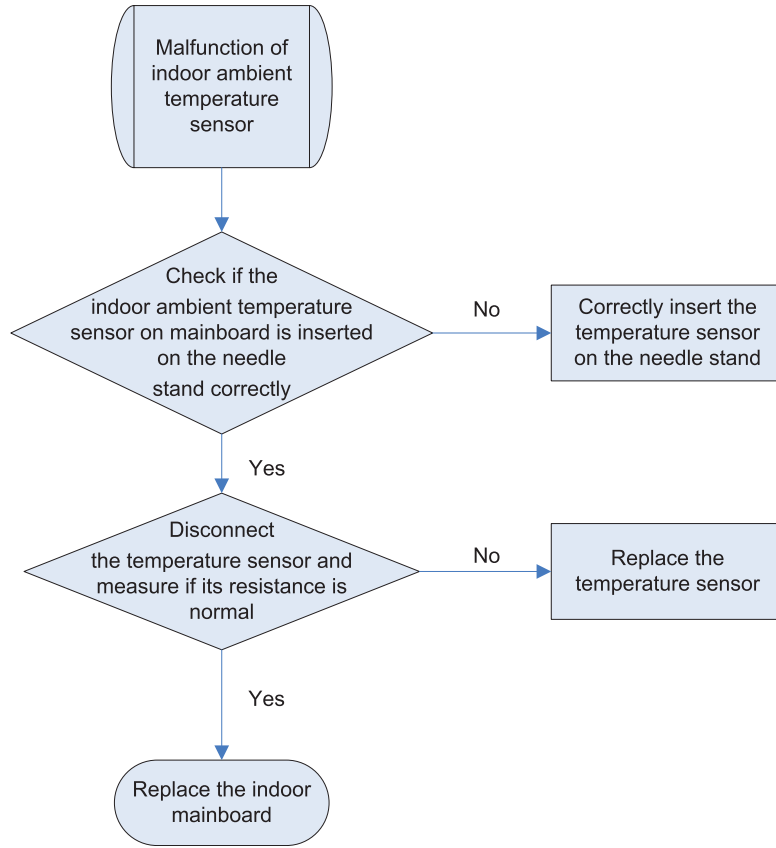 Malfunction of
indoor ambient
temperature
sensor
Check if the
indoor ambient temperature
sensor on mainboard is inserted
on the needle
stand correctly
No
Correctly insert the
temperature sensor
on the needle stand
Yes
Disconnect
the temperature sensor and
measure if its resistance is
normal
No
Replace the
temperature sensor
Yes
Replace the indoor
mainboard